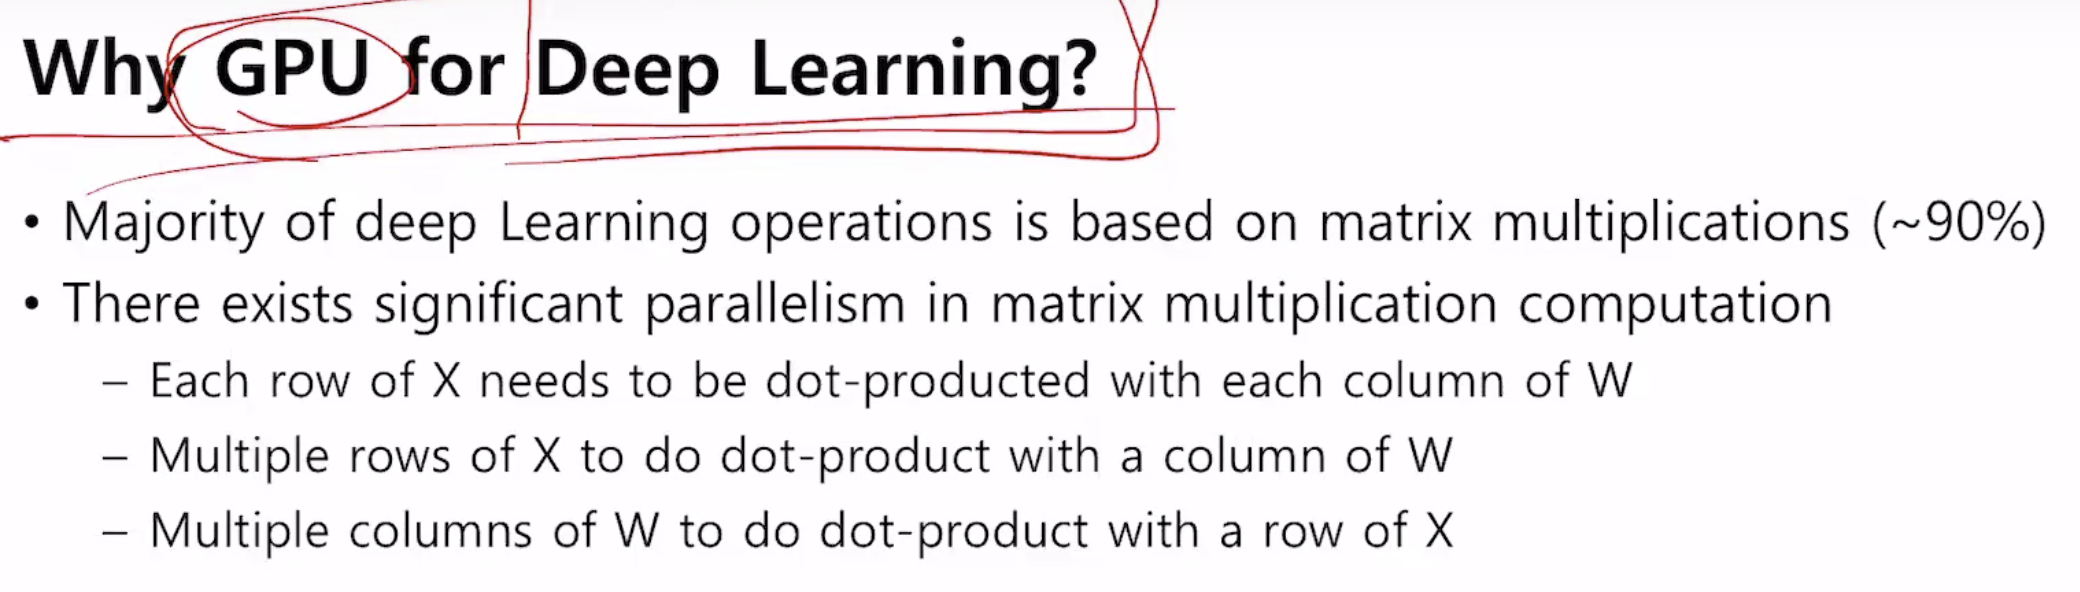 Why GPU for Deep Learning?
• Majority of deep Learning operations is based on matrix multiplications (~90%)
• There exists significant parallelism in matrix multiplication computation
– Each row of X needs to be dot-producted with each column of W
– Multiple rows of X to do dot-product with a column of W
– Multiple columns of W to do dot-product with a row of X